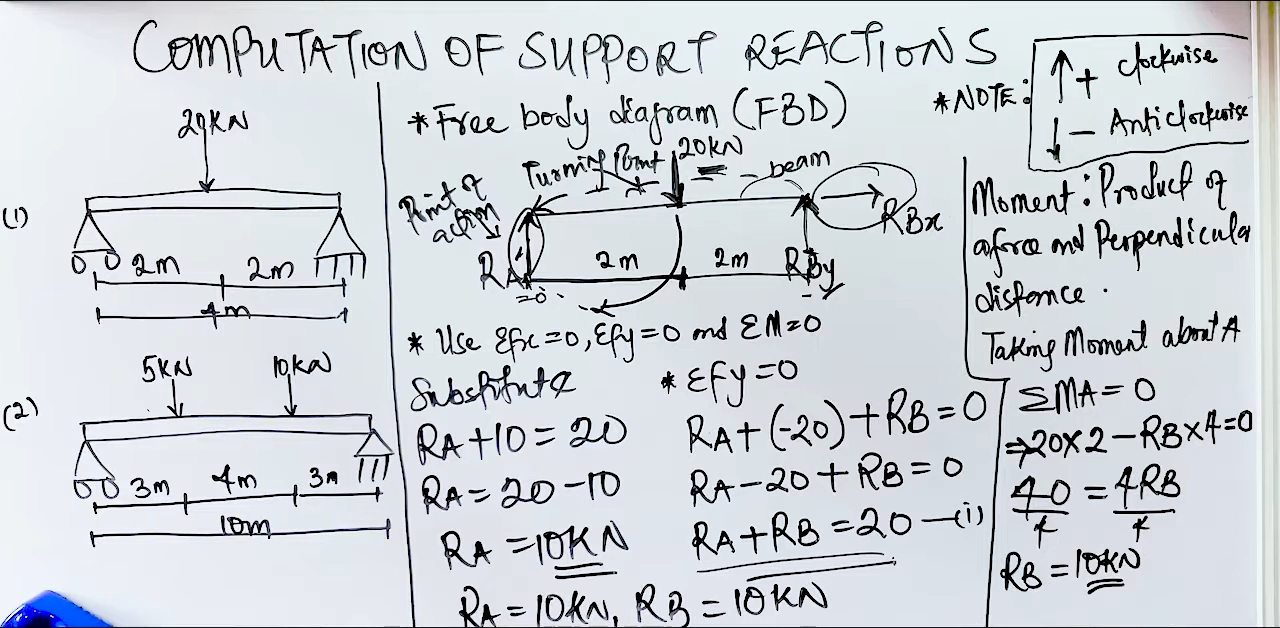 COMPUTATION OF SUPPORT REACTIONS
(1)
20KN
2m
2m
4m
(2)
5KN
10KN
3m
4m
3m
10m
* Free body diagram (FBD)
Turning Point
20KN
beam
Point of
action
RA
=0
2m
2m
RBy
RBx
* Use Σfx=0, Σfy=0 and ΣM=0
Substitute
RA+10=20
RA=20-10
RA=10KN
* ΣFy=0
RA+(-20)+RB=0
RA-20+RB=0
RA+RB=20-(i)
RA=10KN, RB=10KN
*NOTE:
↑+ clockwise
↓- Anticlockwise
Moment: Product of
a force and Perpendicular
distance.
Taking Moment about A
ΣMA=0
⇒20×2-RB×4=0
40=4RB
4 4
RB=10KN